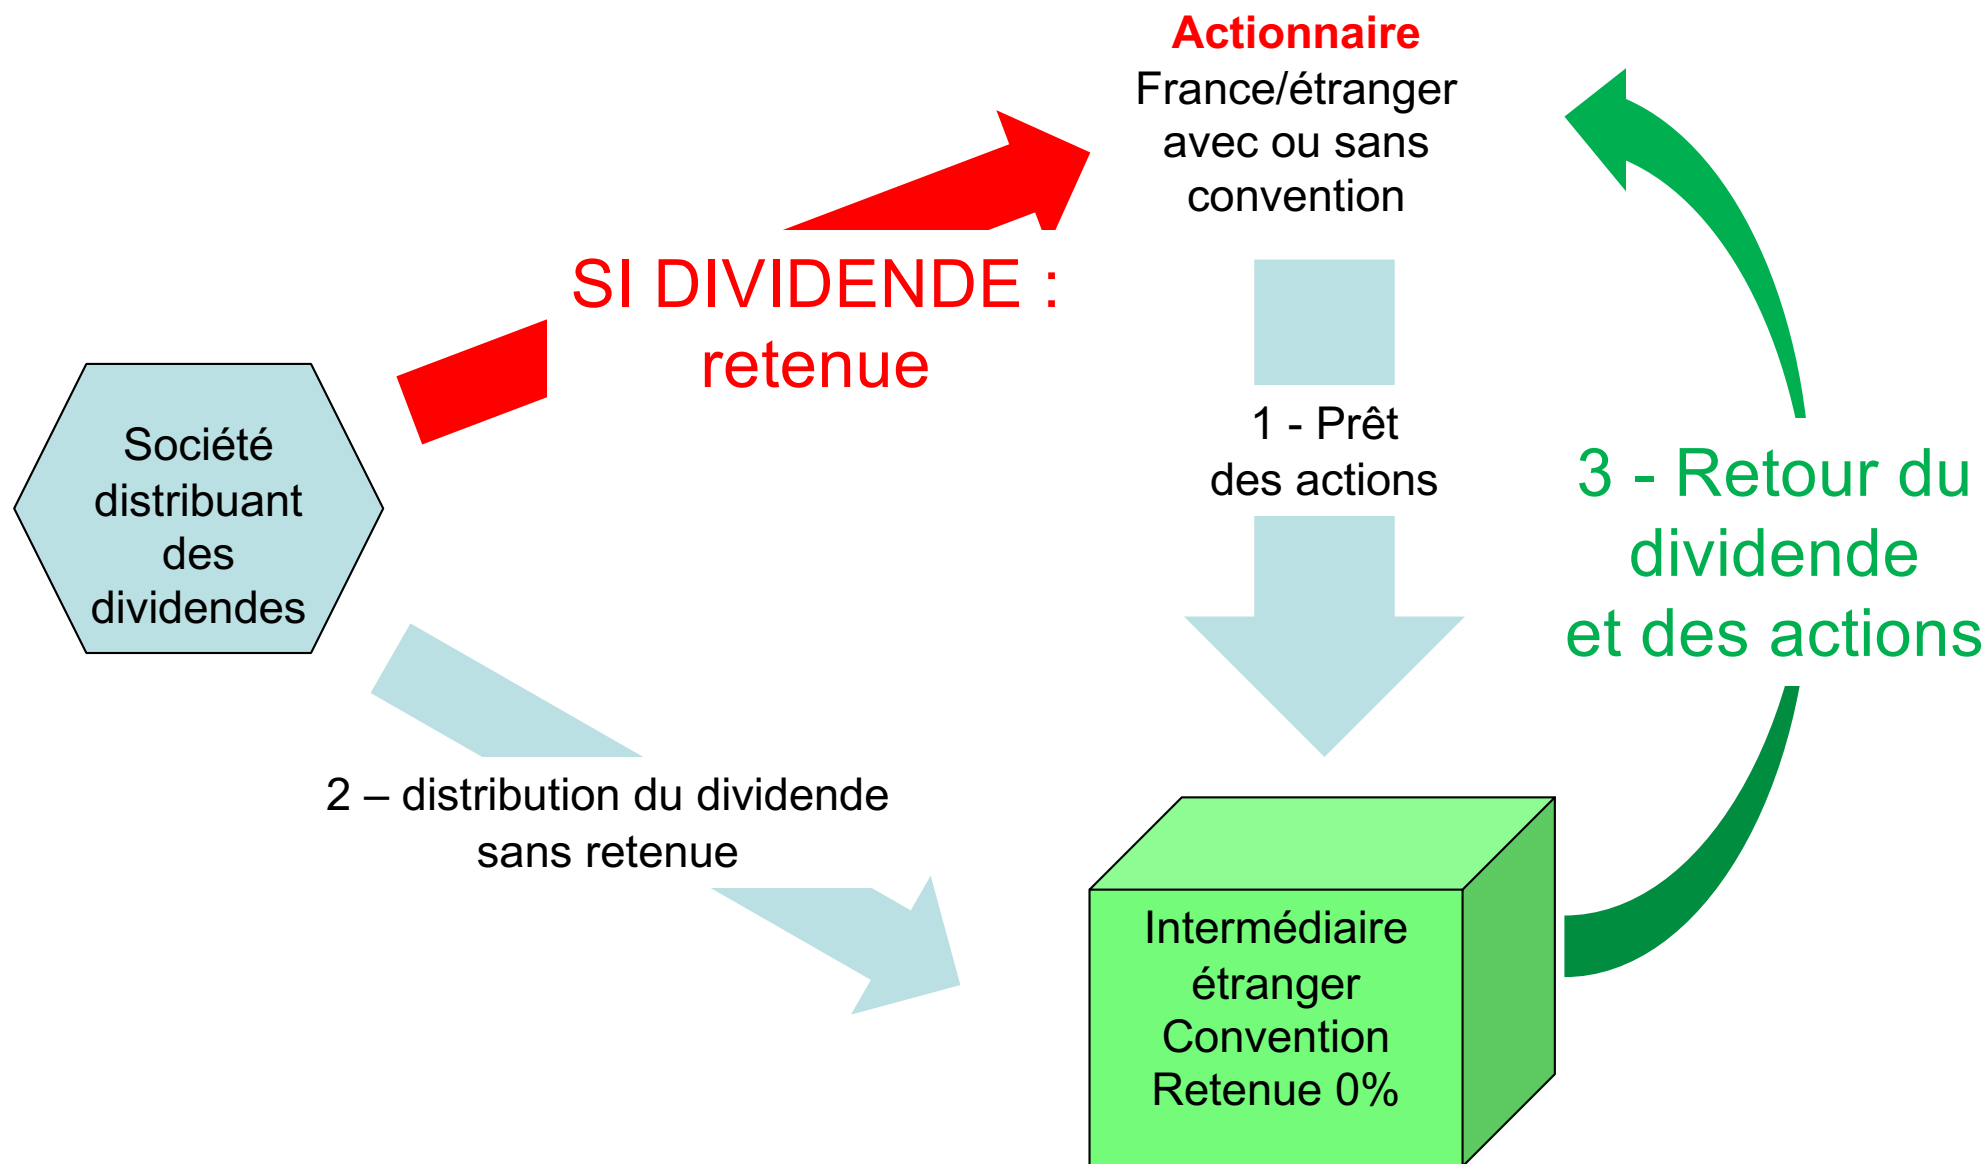 Actionnaire
France/étranger
avec ou sans
convention
SI DIVIDENDE :
retenue
Société
distribuant
des
dividendes
1 - Prêt
des actions
3 - Retour du
dividende
et des actions
2 – distribution du dividende
sans retenue
Intermédiaire
étranger
Convention
Retenue 0%